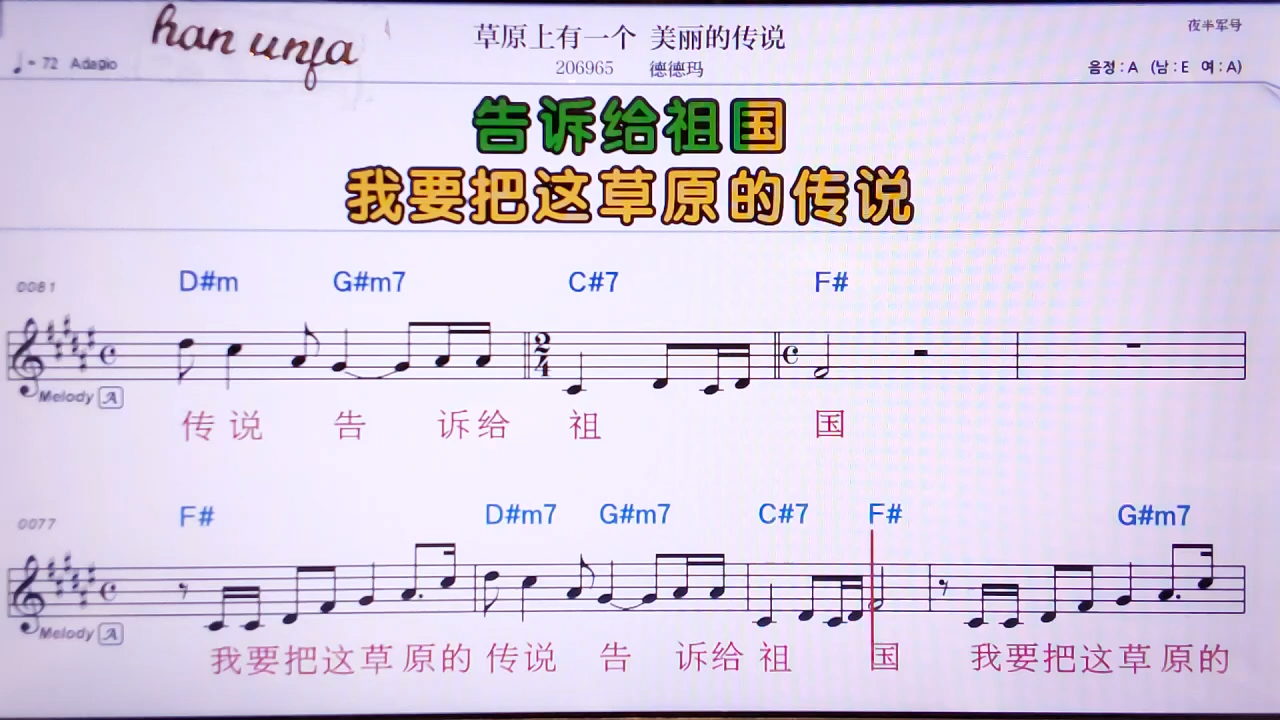 han unfa
草原上有一个 美丽的传说
夜半军号
♩= 72 Adagio
206965 德德玛
음정 : A (남 : E 여 : A)
告诉给祖国
我要把这草原的传说
0081 D#m G#m7 C#7 F#
2/4
Melody A
传说 告 诉给 祖 国
0077 F# D#m7 G#m7 C#7 F# G#m7
Melody A
我要把这草原的 传说 告 诉给 祖 国 我要把这草原的